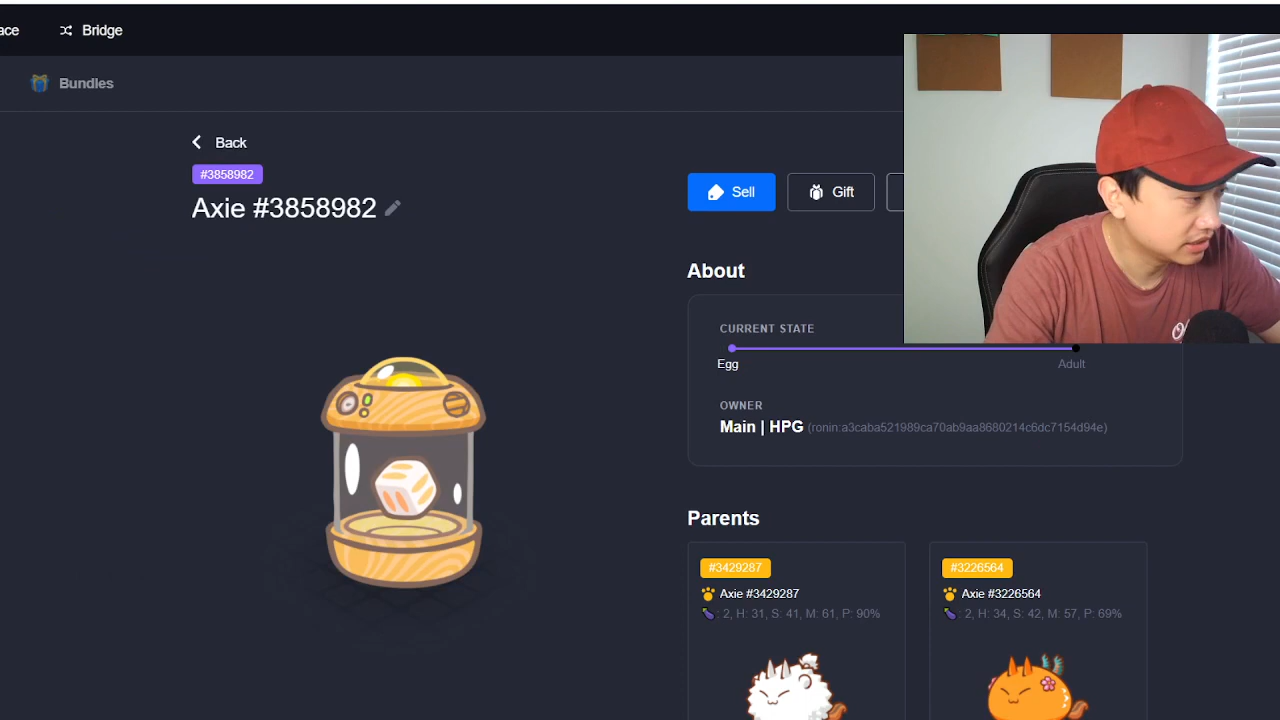 ace
Bridge
Bundles
Back
#3858982
Axie #3858982
Sell
Gift
About
CURRENT STATE
Egg
Adult
OWNER
Main | HPG (ronin:a3caba521989ca70ab9aa8680214c6dc7154d94e)
Parents
#3429287
Axie #3429287
: 2, H: 31, S: 41, M: 61, P: 90%
#3226564
Axie #3226564
: 2, H: 34, S: 42, M: 57, P: 69%